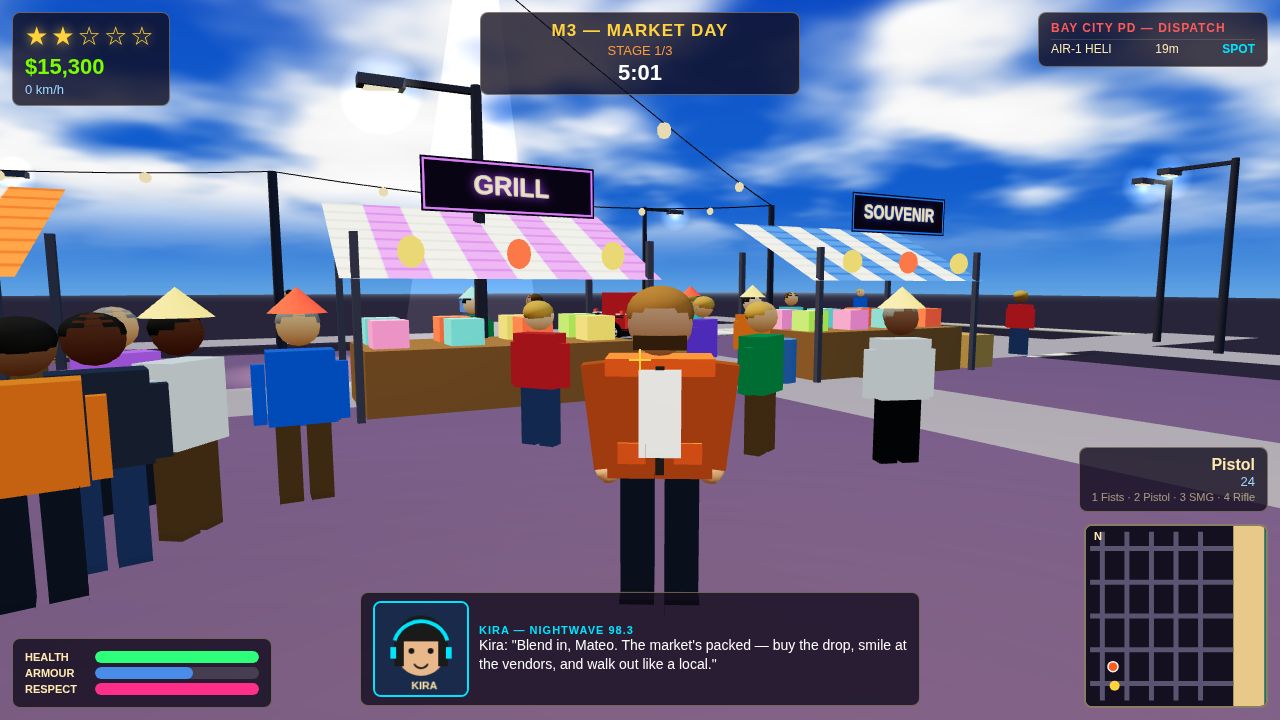 ★★☆☆☆
$15,300
0 km/h
M3 — MARKET DAY
STAGE 1/3
5:01
BAY CITY PD — DISPATCH
AIR-1 HELI 19m SPOT
GRILL
SOUVENIR
Pistol
24
1 Fists · 2 Pistol · 3 SMG · 4 Rifle
N
KIRA — NIGHTWAVE 98.3
Kira: "Blend in, Mateo. The market's packed — buy the drop, smile at
the vendors, and walk out like a local."
KIRA
HEALTH
ARMOUR
RESPECT